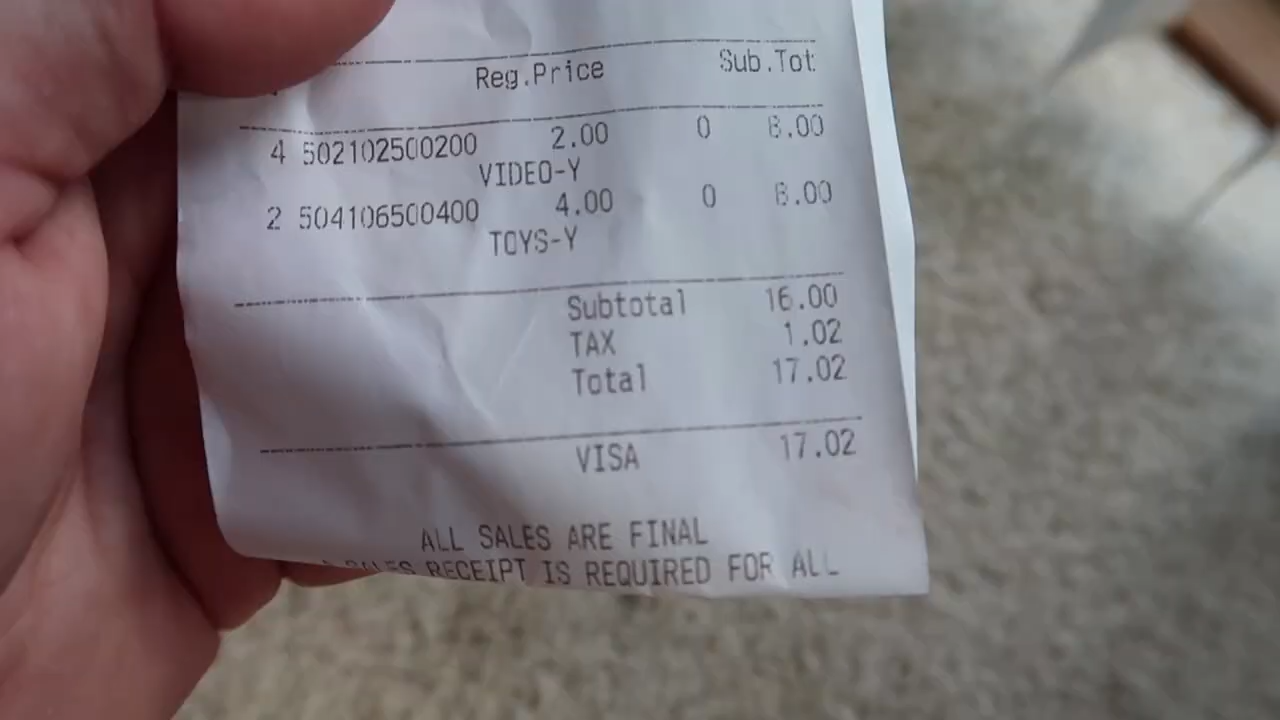 Reg.Price Sub.Tot
4 502102500200 2.00 0 8.00
VIDEO-Y
2 504106500400 4.00 0 8.00
TOYS-Y
Subtotal 16.00
TAX 1.02
Total 17.02
VISA 17.02
ALL SALES ARE FINAL
SALES RECEIPT IS REQUIRED FOR ALL